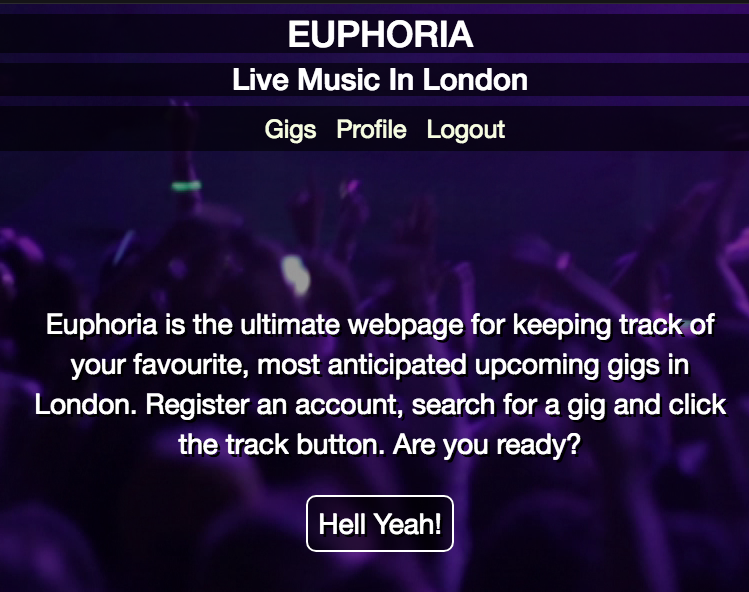 EUPHORIA
Live Music In London
Gigs Profile Logout
Euphoria is the ultimate webpage for keeping track of
your favourite, most anticipated upcoming gigs in
London. Register an account, search for a gig and click
the track button. Are you ready?
Hell Yeah!